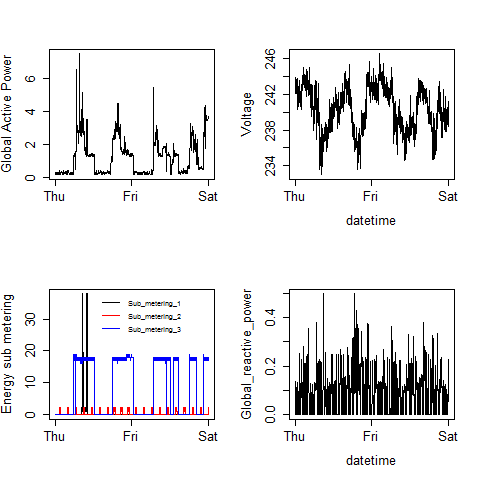 Global Active Power
0 2 4 6
Thu Fri Sat
Voltage
234 238 242 246
Thu Fri Sat
datetime
Energy sub metering
0 10 20 30
Sub_metering_1
Sub_metering_2
Sub_metering_3
Thu Fri Sat
Global_reactive_power
0.0 0.2 0.4
Thu Fri Sat
datetime